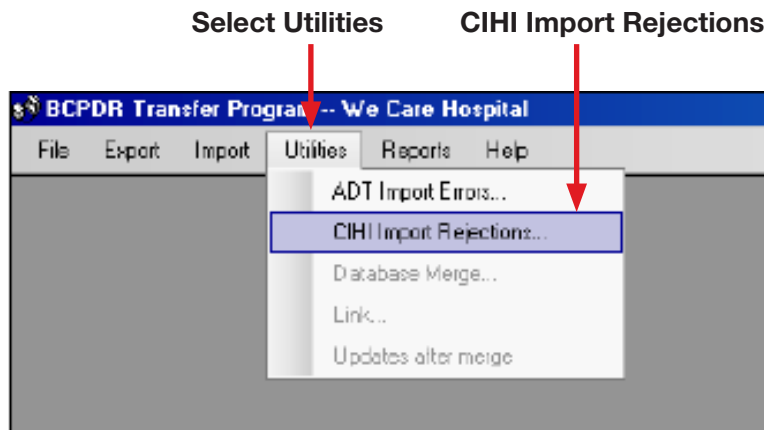 Select Utilities CIHI Import Rejections
BCPDR Transfer Program -- We Care Hospital
File Export Import Utilities Reports Help
ADT Import Errors...
CIHI Import Rejections...
Database Merge...
Link...
Updates after merge